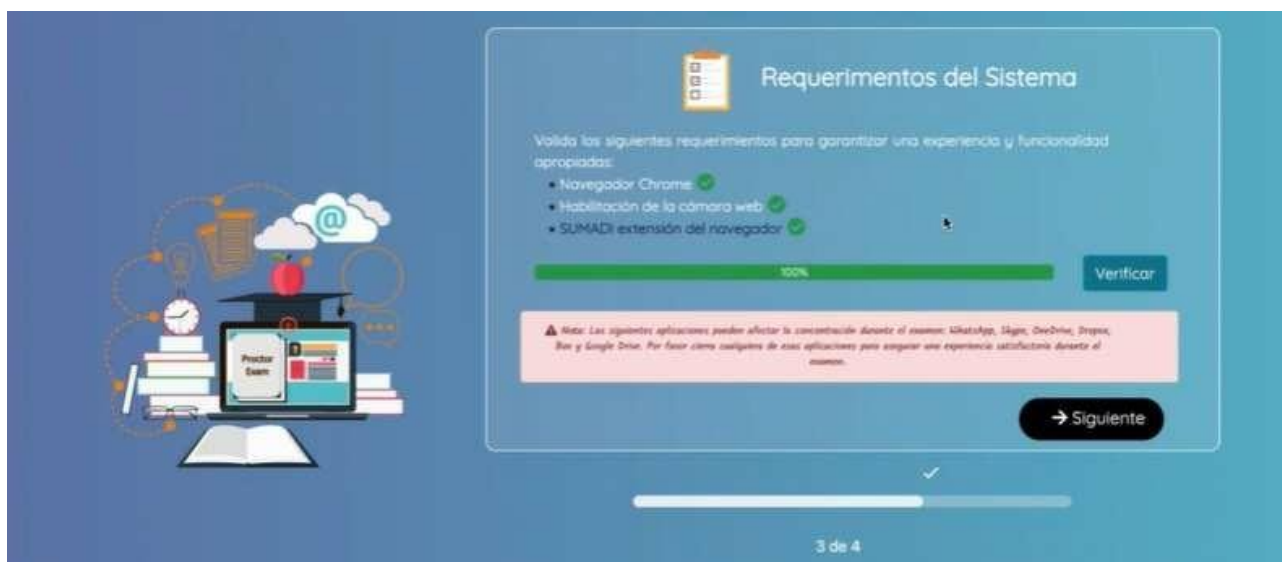 Requerimentos del Sistema
Valida los siguientes requerimientos para garantizar una experiencia y funcionalidad
apropiadas:
• Navegador Chrome
• Habilitación de la cámara web
• SUMADI extensión del navegador
100%
Verificar
Nota: Las siguientes aplicaciones pueden afectar la concentración durante el examen: WhatsApp, Skype, OneDrive, Dropox,
Box y Google Drive. Por favor cierra cualquiera de esas aplicaciones para asegurar una experiencia satisfactoria durante el
examen.
→ Siguiente
3 de 4
@
Proctor
Exam